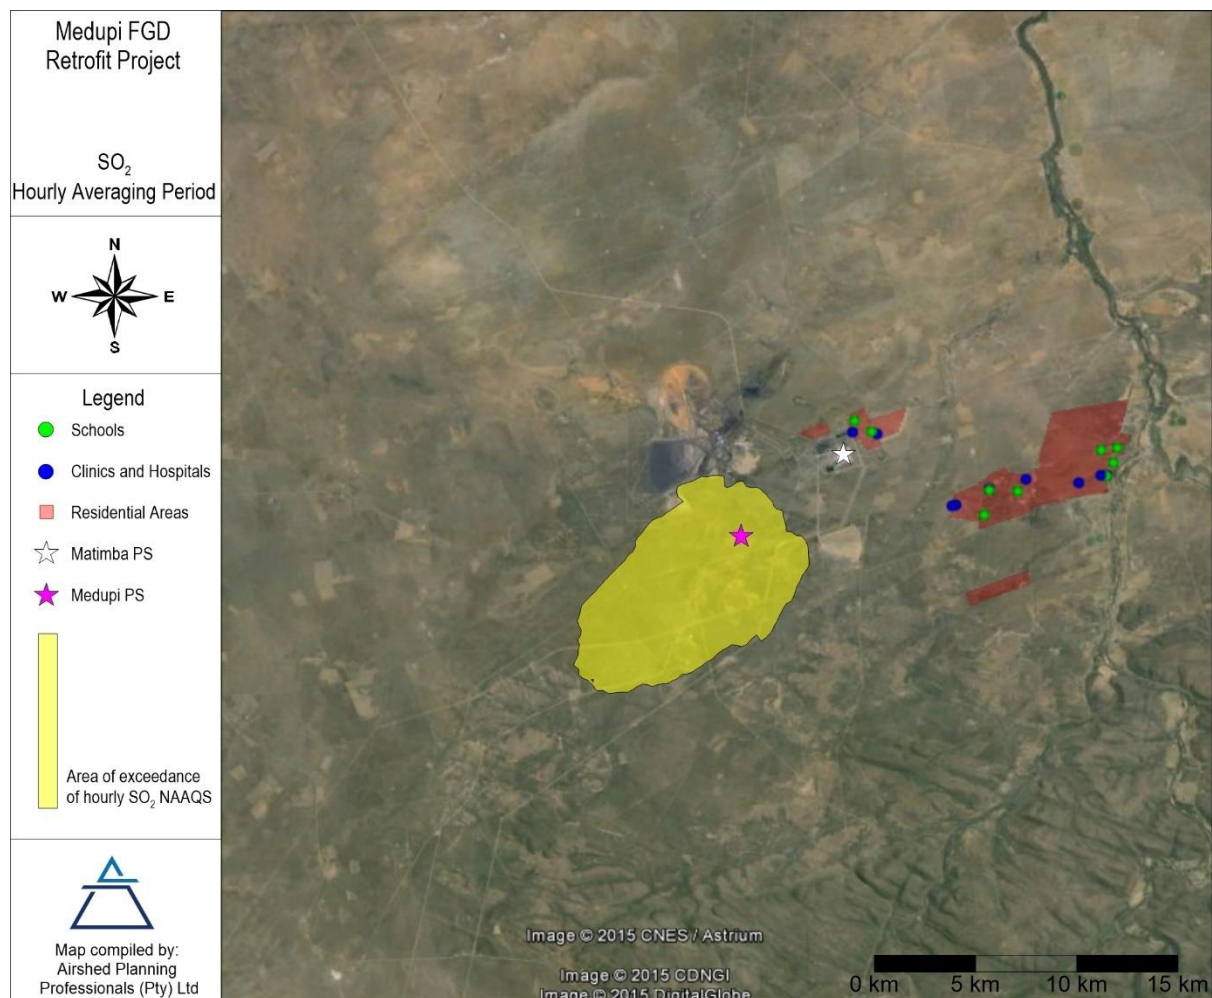 Medupi FGD
Retrofit Project
SO₂
Hourly Averaging Period
N
W E
S
Legend
Schools
Clinics and Hospitals
Residential Areas
Matimba PS
Medupi PS
Area of exceedance
of hourly SO₂ NAAQS
Map compiled by:
Airshed Planning
Professionals (Pty) Ltd
Image © 2015 CNES / Astrium
Image © 2015 CDNGI
Image © 2015 DigitalGlobe
0 km 5 km 10 km 15 km